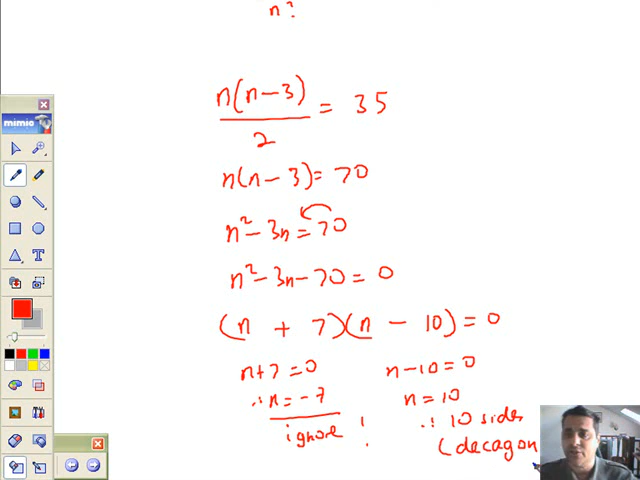 n?
n(n-3)/2 = 35
n(n-3) = 70
n² - 3n = 70
n² - 3n - 70 = 0
(n + 7)(n - 10) = 0
n+7 = 0
∴ n = -7
ignore !
n - 10 = 0
n = 10
∴ 10 sides
(decagon
mimio
T